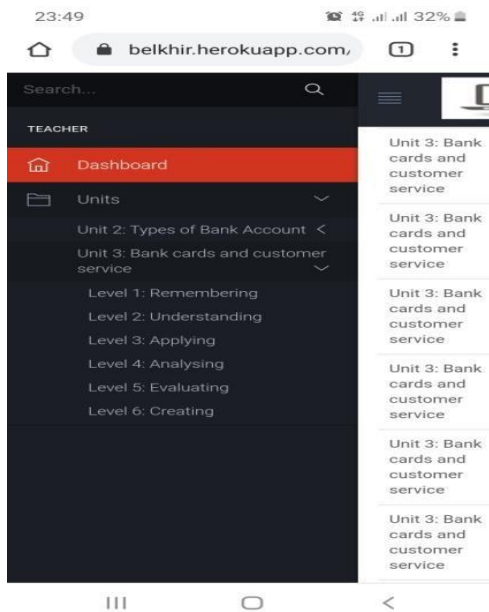 23:49
4G 32%
belkhir.herokuapp.com/
1
Search...
TEACHER
Dashboard
Units
Unit 2: Types of Bank Account
Unit 3: Bank cards and customer
service
Level 1: Remembering
Level 2: Understanding
Level 3: Applying
Level 4: Analysing
Level 5: Evaluating
Level 6: Creating
Unit 3: Bank
cards and
customer
service
Unit 3: Bank
cards and
customer
service
Unit 3: Bank
cards and
customer
service
Unit 3: Bank
cards and
customer
service
Unit 3: Bank
cards and
customer
service
Unit 3: Bank
cards and
customer
service